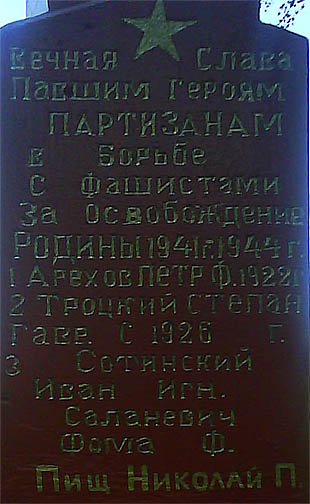 Вечная Слава
Павшим Героям
ПАРТИЗАНАМ
в Борьбе
С Фашистами
За освобождение
РОДИНЫ 1941г. 1944г.
1 Арехов ПЕТР Ф. 1922г
2 Троцкий СТЕПАН
Гавр. С 1926 г.
3 Сотинский
Иван Игн.
Саланевич
Фома Ф.
Пищ Николай П.